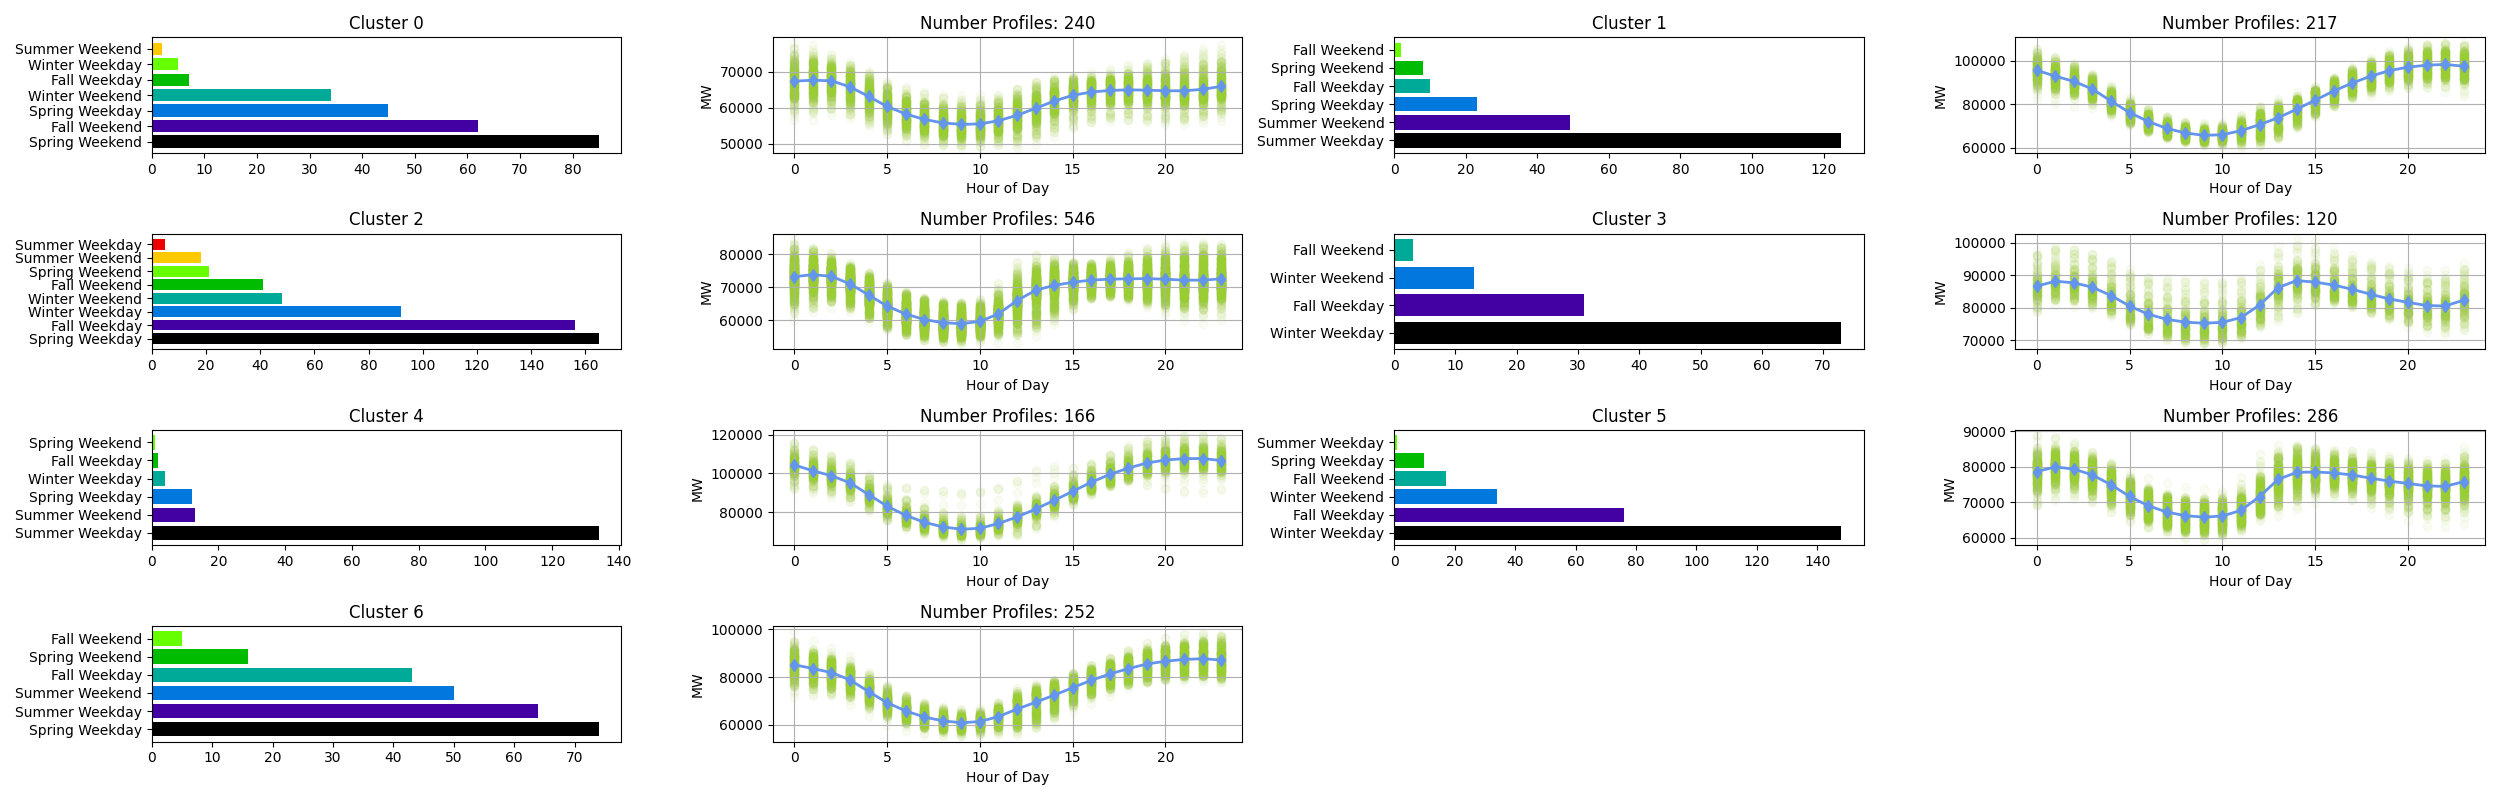 Cluster 0
Summer Weekend
Winter Weekday
Fall Weekday
Winter Weekend
Spring Weekday
Fall Weekend
Spring Weekend
0 10 20 30 40 50 60 70 80
Number Profiles: 240
MW
70000
60000
50000
0 5 10 15 20
Hour of Day
Cluster 1
Fall Weekend
Spring Weekend
Fall Weekday
Spring Weekday
Summer Weekend
Summer Weekday
0 20 40 60 80 100 120
Number Profiles: 217
MW
100000
80000
60000
0 5 10 15 20
Hour of Day
Cluster 2
Summer Weekday
Summer Weekend
Spring Weekend
Fall Weekend
Winter Weekend
Winter Weekday
Fall Weekday
Spring Weekday
0 20 40 60 80 100 120 140 160
Number Profiles: 546
MW
80000
70000
60000
0 5 10 15 20
Hour of Day
Cluster 3
Fall Weekend
Winter Weekend
Fall Weekday
Winter Weekday
0 10 20 30 40 50 60 70
Number Profiles: 120
MW
100000
90000
80000
70000
0 5 10 15 20
Hour of Day
Cluster 4
Spring Weekend
Fall Weekday
Winter Weekday
Spring Weekday
Summer Weekend
Summer Weekday
0 20 40 60 80 100 120 140
Number Profiles: 166
MW
120000
100000
80000
0 5 10 15 20
Hour of Day
Cluster 5
Summer Weekday
Spring Weekday
Fall Weekend
Winter Weekend
Fall Weekday
Winter Weekday
0 20 40 60 80 100 120 140
Number Profiles: 286
MW
90000
80000
70000
60000
0 5 10 15 20
Hour of Day
Cluster 6
Fall Weekend
Spring Weekend
Fall Weekday
Summer Weekend
Summer Weekday
Spring Weekday
0 10 20 30 40 50 60 70
Number Profiles: 252
MW
100000
80000
60000
0 5 10 15 20
Hour of Day